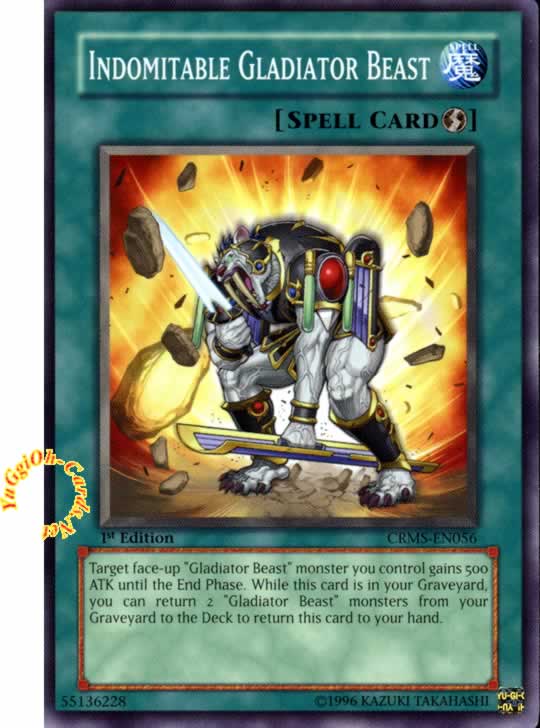 INDOMITABLE GLADIATOR BEAST
SPELL
魔
[SPELL CARD]
YuGgiOh-Cards.Net
1st Edition
CRMS-EN056
Target face-up "Gladiator Beast" monster you control gains 500
ATK until the End Phase. While this card is in your Graveyard,
you can return 2 "Gladiator Beast" monsters from your
Graveyard to the Deck to return this card to your hand.
55136228
©1996 KAZUKI TAKAHASHI